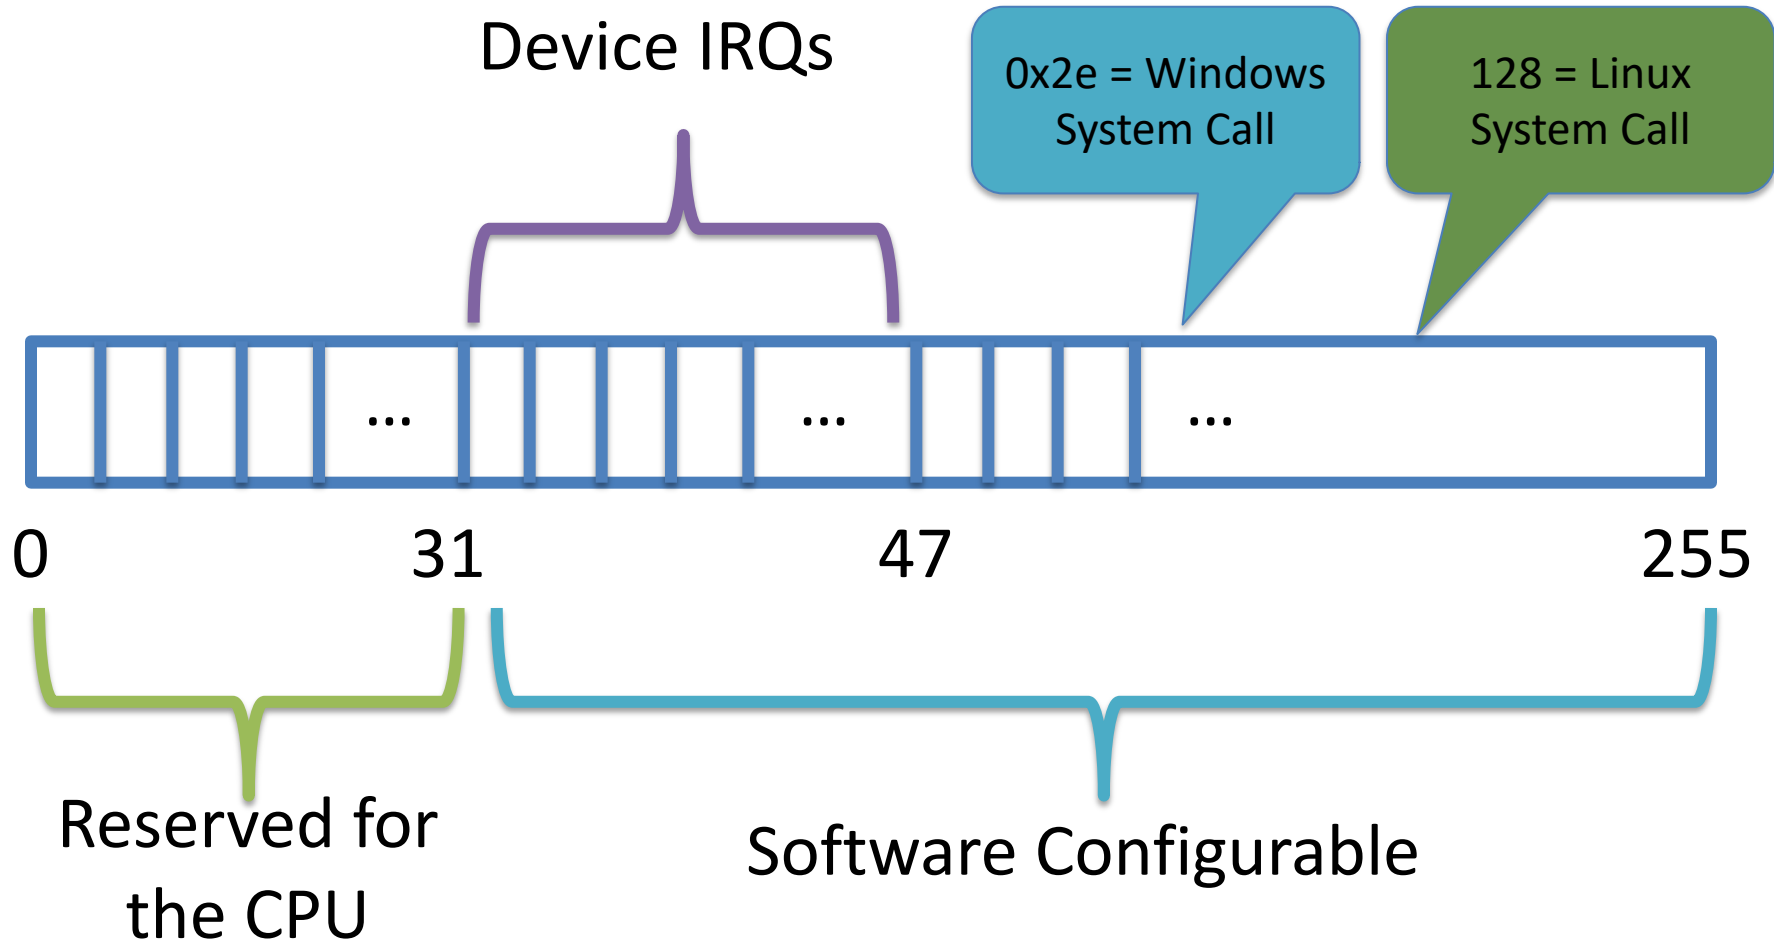 Device IRQs
0x2e = Windows
System Call
128 = Linux
System Call
...
...
...
0
31
47
255
Reserved for
the CPU
Software Configurable